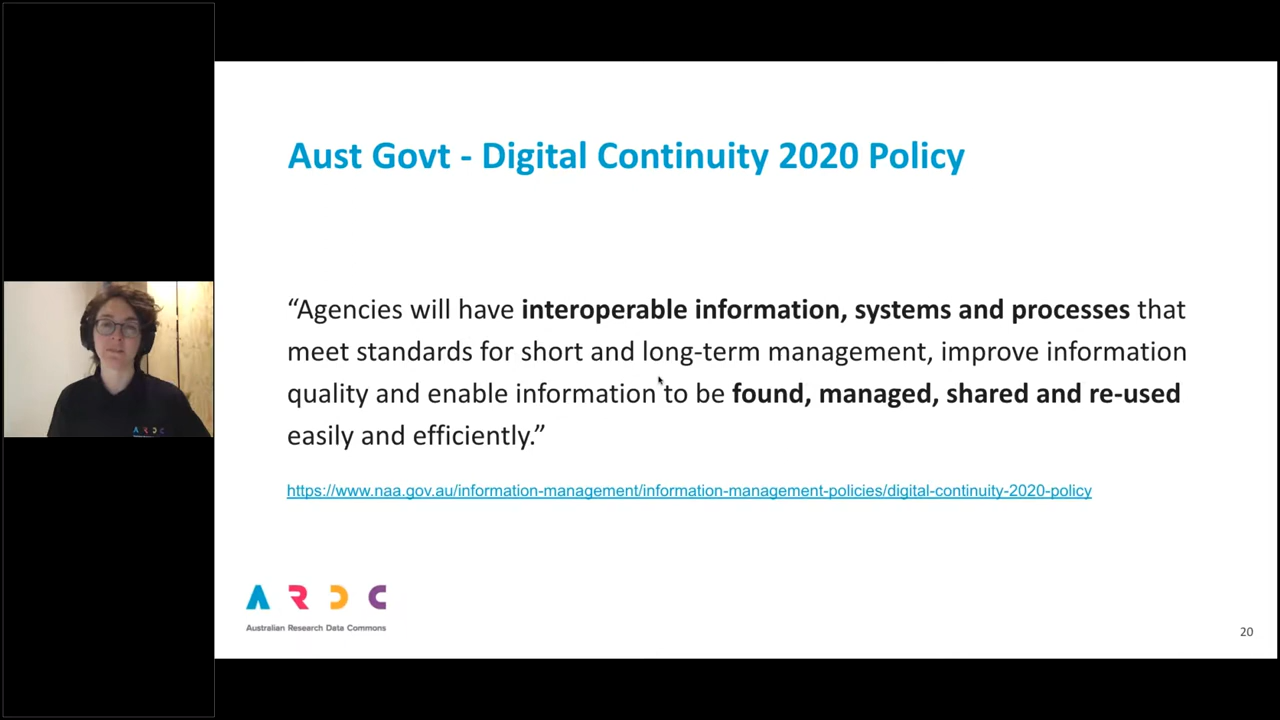 Aust Govt - Digital Continuity 2020 Policy
“Agencies will have interoperable information, systems and processes that
meet standards for short and long-term management, improve information
quality and enable information to be found, managed, shared and re-used
easily and efficiently.”
https://www.naa.gov.au/information-management/information-management-policies/digital-continuity-2020-policy
ARDC
Australian Research Data Commons
20
ARDC